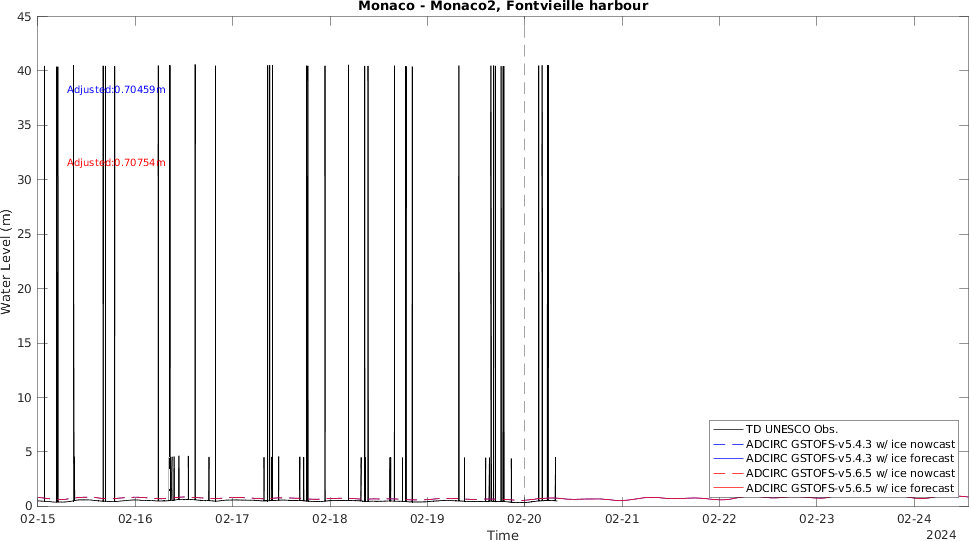 Monaco - Monaco2, Fontvieille harbour
45
40
35
30
25
20
15
10
5
0
Water Level (m)
Adjusted:0.70459m
Adjusted:0.70754m
TD UNESCO Obs.
ADCIRC GSTOFS-v5.4.3 w/ ice nowcast
ADCIRC GSTOFS-v5.4.3 w/ ice forecast
ADCIRC GSTOFS-v5.6.5 w/ ice nowcast
ADCIRC GSTOFS-v5.6.5 w/ ice forecast
02-15 02-16 02-17 02-18 02-19 02-20 02-21 02-22 02-23 02-24
Time
2024